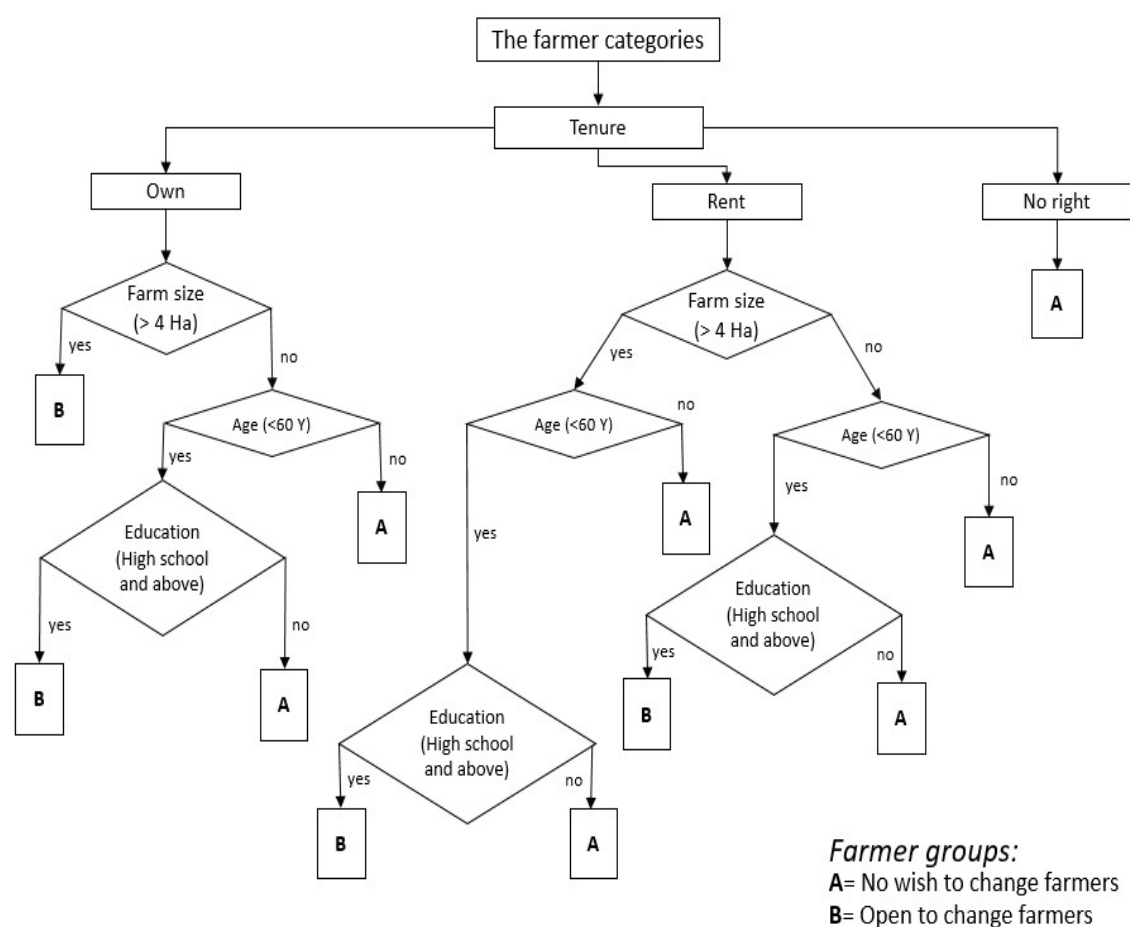 The farmer categories
Tenure
Own
Rent
No right
Farm size
(> 4 Ha)
yes
no
B
Farm size
(> 4 Ha)
yes
no
A
Age (<60 Y)
yes
no
A
Age (<60 Y)
yes
no
A
Age (<60 Y)
yes
no
A
Education
(High school
and above)
yes
no
B
A
Education
(High school
and above)
yes
no
B
A
Education
(High school
and above)
yes
no
B
A
Farmer groups:
A= No wish to change farmers
B= Open to change farmers